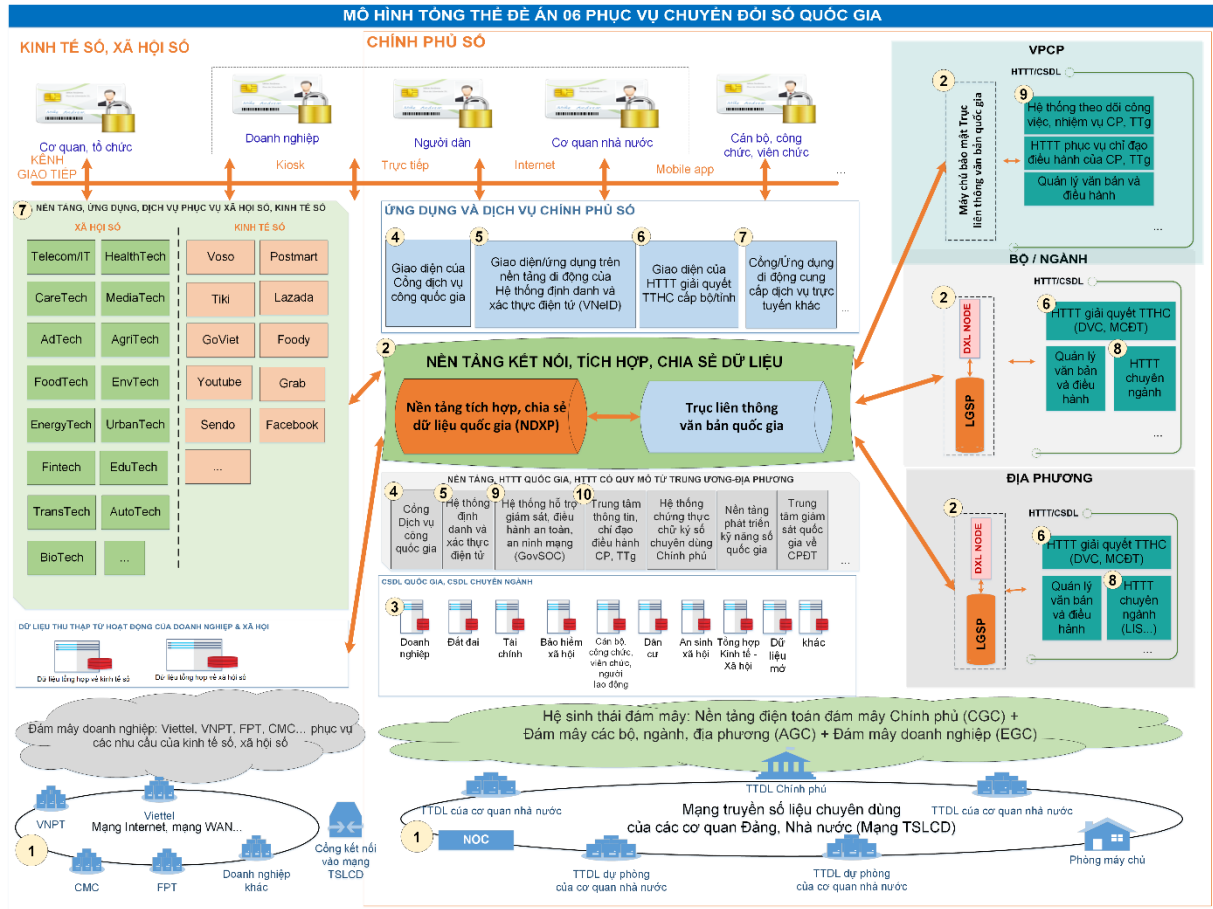 MÔ HÌNH TỔNG THỂ ĐỀ ÁN 06 PHỤC VỤ CHUYỂN ĐỔI SỐ QUỐC GIA
KINH TẾ SỐ, XÃ HỘI SỐ
CHÍNH PHỦ SỐ
Cơ quan, tổ chức
Doanh nghiệp
Người dân
Cơ quan nhà nước
Cán bộ, công
chức, viên chức
KÊNH
GIAO TIẾP
Kiosk
Trực tiếp
Internet
Mobile app
...
7
NỀN TẢNG, ỨNG DỤNG, DỊCH VỤ PHỤC VỤ XÃ HỘI SỐ, KINH TẾ SỐ
XÃ HỘI SỐ
KINH TẾ SỐ
Telecom/IT
HealthTech
Voso
Postmart
CareTech
MediaTech
Tiki
Lazada
AdTech
AgriTech
GoViet
Foody
FoodTech
EnvTech
Youtube
Grab
EnergyTech
UrbanTech
Sendo
Facebook
Fintech
EduTech
...
TransTech
AutoTech
BioTech
...
DỮ LIỆU THU THẬP TỪ HOẠT ĐỘNG CỦA DOANH NGHIỆP & XÃ HỘI
Dữ liệu tổng hợp về kinh tế số
Dữ liệu tổng hợp về xã hội số
ỨNG DỤNG VÀ DỊCH VỤ CHÍNH PHỦ SỐ
4
Giao diện của
Cổng dịch vụ
công quốc gia
5
Giao diện/ứng dụng trên
nền tảng di động của
Hệ thống định danh và
xác thực điện tử (VNeID)
6
Giao diện của
HTTT giải quyết
TTHC cấp bộ/tỉnh
7
Cổng/Ứng dụng
di động cung
cấp dịch vụ trực
tuyến khác
2
NỀN TẢNG KẾT NỐI, TÍCH HỢP, CHIA SẺ DỮ LIỆU
Nền tảng tích hợp, chia sẻ
dữ liệu quốc gia (NDXP)
Trục liên thông
văn bản quốc gia
NỀN TẢNG, HTTT QUỐC GIA, HTTT CÓ QUY MÔ TỪ TRUNG ƯƠNG-ĐỊA PHƯƠNG
4
Cổng
Dịch vụ
công
quốc gia
5
Hệ thống
định
danh và
xác thực
điện tử
9
Hệ thống hỗ trợ
giám sát, điều
hành an toàn,
an ninh mạng
(GovSOC)
10
Trung tâm
thông tin,
chỉ đạo
điều hành
CP, TTg
Hệ thống
chứng thực
chữ ký số
chuyên dùng
Chính phủ
Nền tảng
phát triển
kỹ năng số
quốc gia
Trung
tâm giám
sát quốc
gia về
CPĐT
...
CSDL QUỐC GIA, CSDL CHUYÊN NGÀNH
3
Doanh
nghiệp
Đất đai
Tài
chính
Bảo hiểm
xã hội
Cán bộ,
công chức,
viên chức,
người
lao động
Dân
cư
An sinh
xã hội
Tổng hợp
Kinh tế -
Xã hội
Dữ
liệu
mở
khác
VPCP
HTTT/CSDL
2
Máy chủ bảo mật Trục
liên thông văn bản quốc gia
9
Hệ thống theo dõi công
việc, nhiệm vụ CP, TTg
HTTT phục vụ chỉ đạo
điều hành của CP, TTg
Quản lý văn bản và
điều hành
...
BỘ / NGÀNH
HTTT/CSDL
2
DXL NODE
LGSP
6
HTTT giải quyết TTHC
(DVC, MCĐT)
Quản lý
văn bản
và điều
hành
8
HTTT
chuyên
ngành
...
ĐỊA PHƯƠNG
HTTT/CSDL
2
DXL NODE
LGSP
6
HTTT giải quyết TTHC
(DVC, MCĐT)
Quản lý
văn bản
và điều
hành
8
HTTT
chuyên
ngành
(LIS...)
...
Đám mây doanh nghiệp: Viettel, VNPT, FPT, CMC... phục vụ
các nhu cầu của kinh tế số, xã hội số
Hệ sinh thái đám mây: Nền tảng điện toán đám mây Chính phủ (CGC) +
Đám mây các bộ, ngành, địa phương (AGC) + Đám mây doanh nghiệp (EGC)
VNPT
Viettel
Mạng Internet, mạng WAN...
1
CMC
FPT
Doanh nghiệp
khác
Cổng kết nối
vào mạng
TSLCD
TTDL của cơ quan nhà nước
TTDL Chính phủ
TTDL của cơ quan nhà nước
Mạng truyền số liệu chuyên dùng
của các cơ quan Đảng, Nhà nước (Mạng TSLCD)
1
NOC
TTDL dự phòng
của cơ quan nhà nước
TTDL dự phòng
của cơ quan nhà nước
Phòng máy chủ